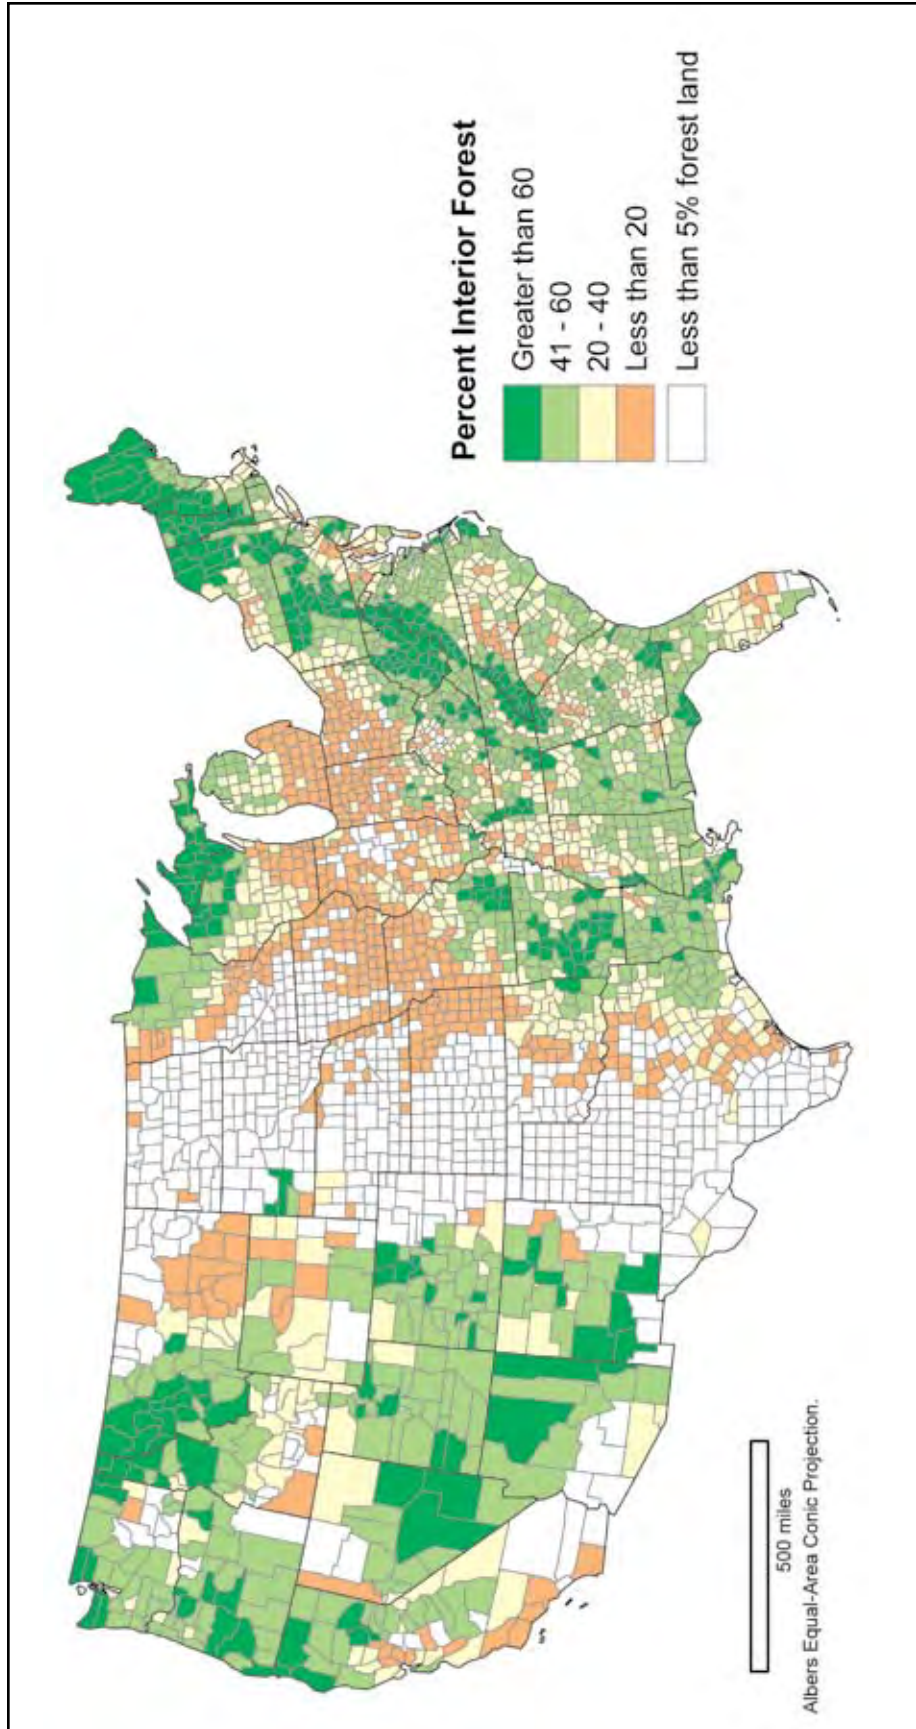 Percent Interior Forest
Greater than 60
41 - 60
20 - 40
Less than 20
Less than 5% forest land
500 miles
Albers Equal-Area Conic Projection.